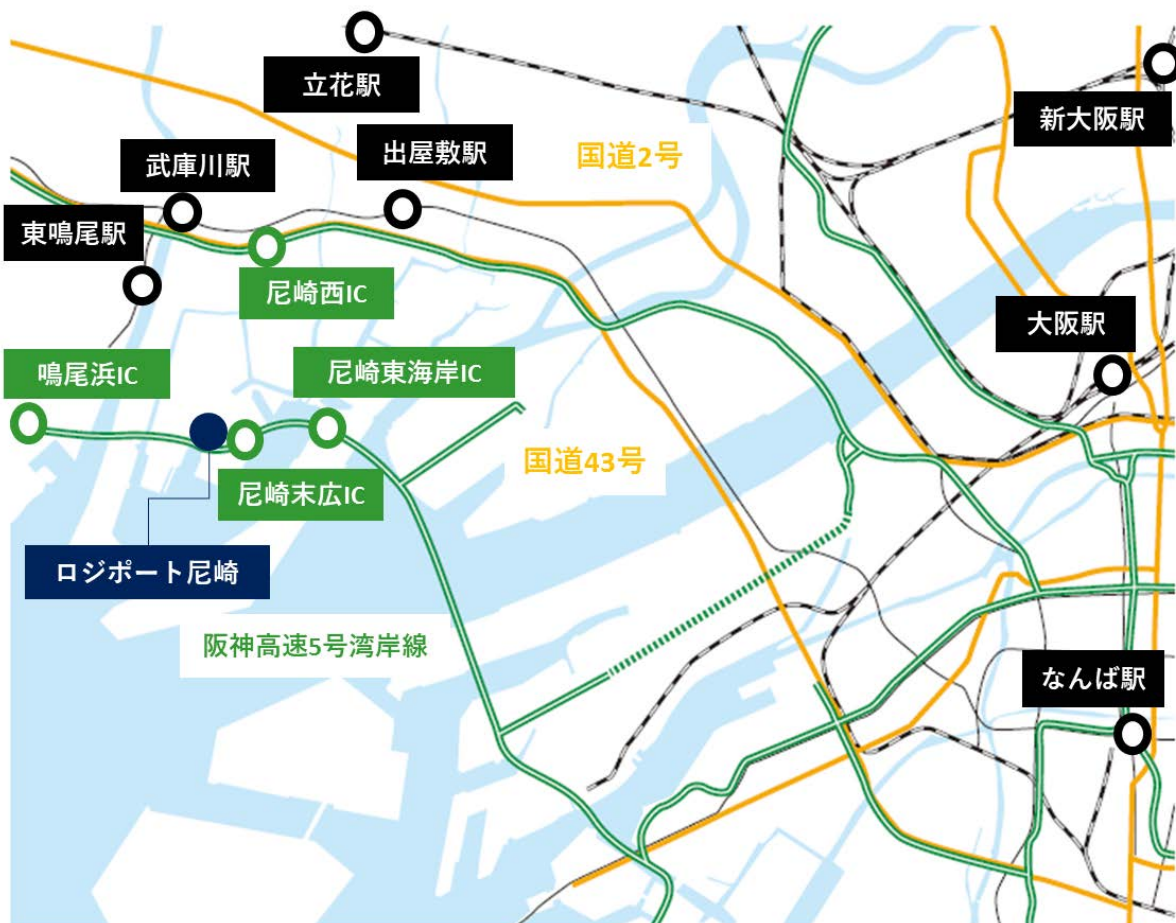 立花駅
新大阪駅
出屋敷駅
国道2号
武庫川駅
東鳴尾駅
尼崎西IC
大阪駅
鳴尾浜IC
尼崎東海岸IC
国道43号
尼崎末広IC
ロジポート尼崎
阪神高速5号湾岸線
なんば駅